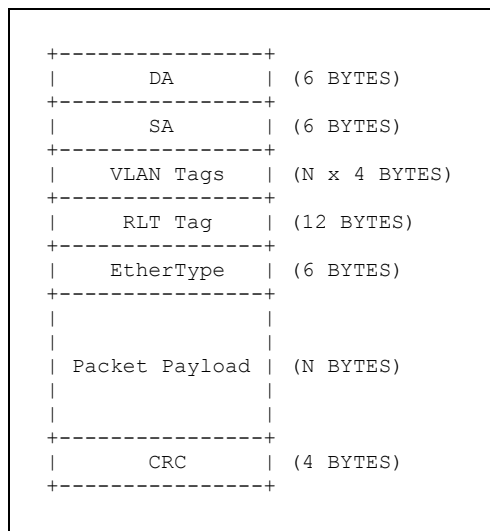 +----------------+
|       DA       | (6 BYTES)
+----------------+
|       SA       | (6 BYTES)
+----------------+
|   VLAN Tags    | (N x 4 BYTES)
+----------------+
|    RLT Tag     | (12 BYTES)
+----------------+
|   EtherType    | (6 BYTES)
+----------------+
|                |
|                |
| Packet Payload | (N BYTES)
|                |
|                |
+----------------+
|      CRC       | (4 BYTES)
+----------------+